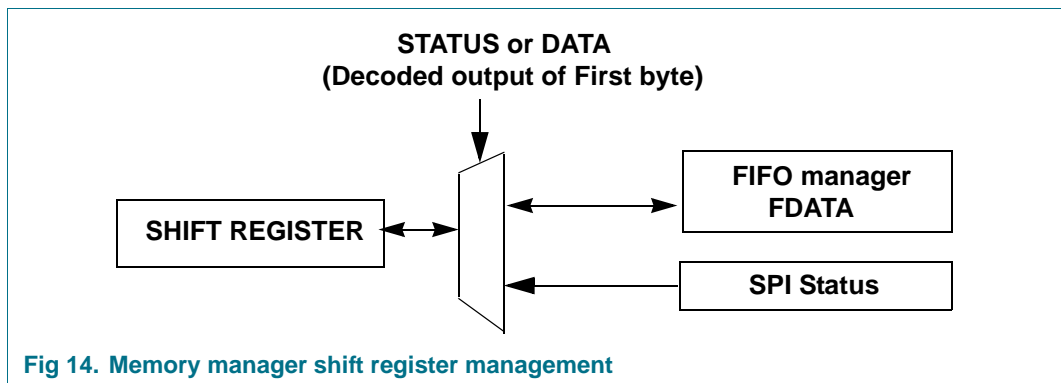 STATUS or DATA
(Decoded output of First byte)
FIFO manager
FDATA
SHIFT REGISTER
SPI Status
Fig 14. Memory manager shift register management